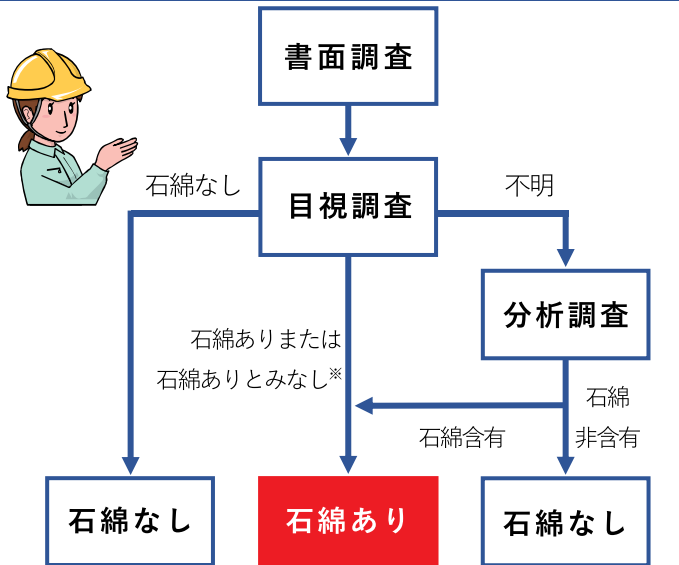 書面調査
石綿なし
目視調査
不明
分析調査
石綿ありまたは
石綿ありとみなし※
石綿
石綿含有
非含有
石綿なし
石綿あり
石綿なし